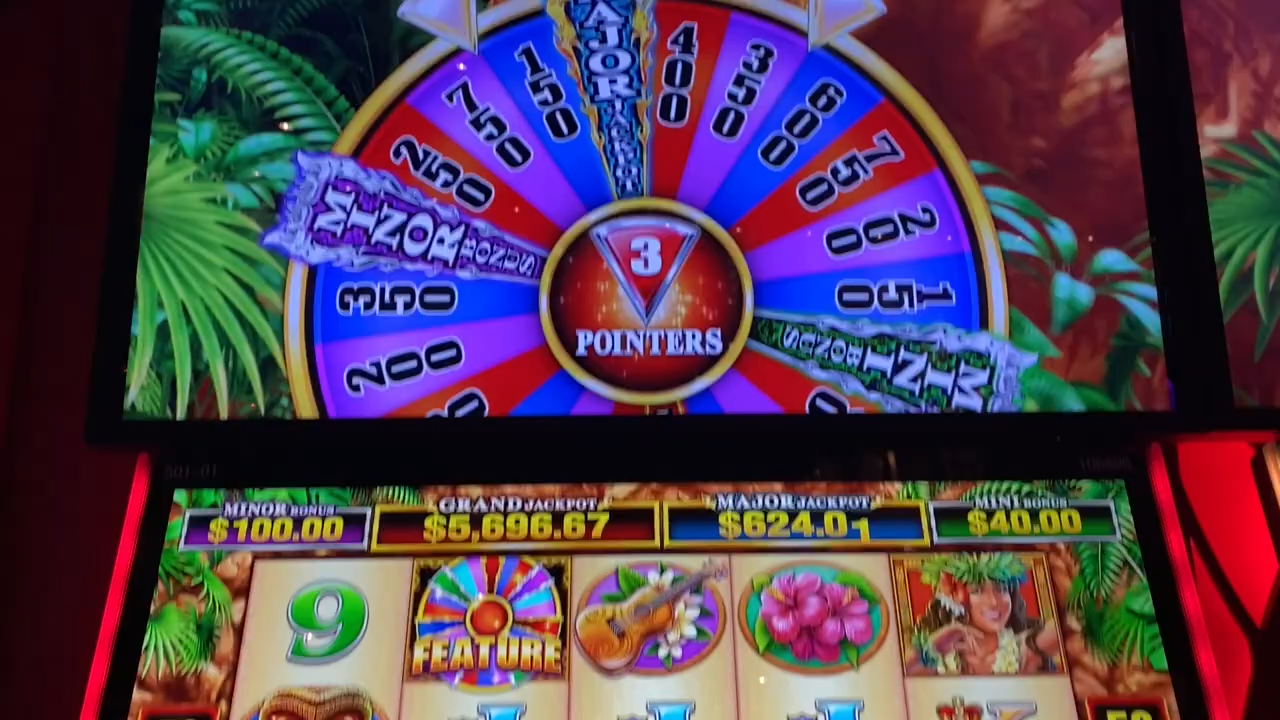 MAJOR JACKPOT
400
350
600
750
200
150
MINI BONUS
150
750
250
MINOR BONUS
350
200
3
POINTERS
MINOR BONUS
$100.00
GRAND JACKPOT
$5,696.67
MAJOR JACKPOT
$624.01
MINI BONUS
$40.00
9
FEATURE